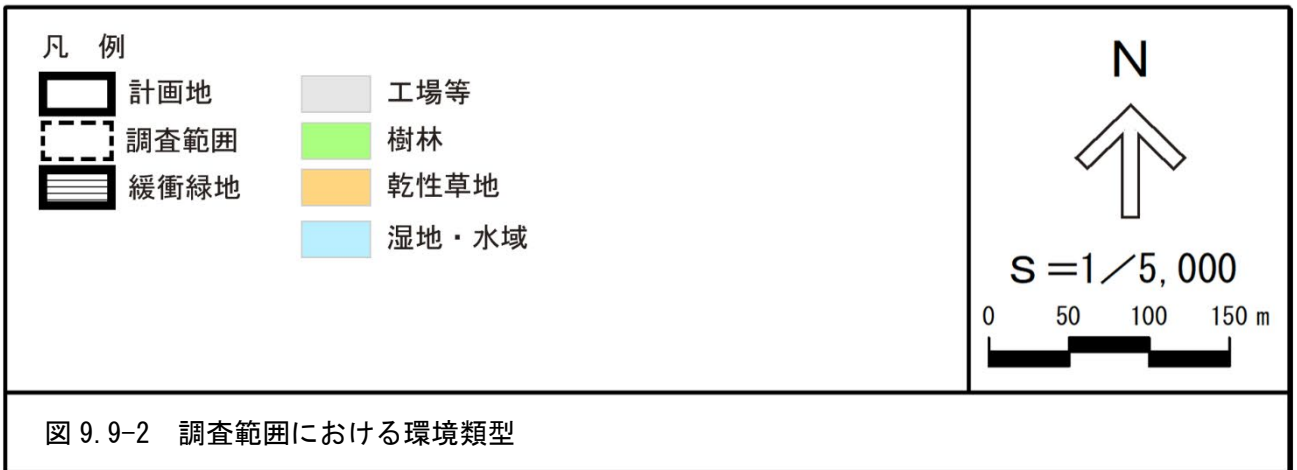 凡 例
計画地
調査範囲
緩衝緑地
工場等
樹林
乾性草地
湿地・水域
N
S=1/5,000
0 50 100 150 m
図 9.9-2 調査範囲における環境類型